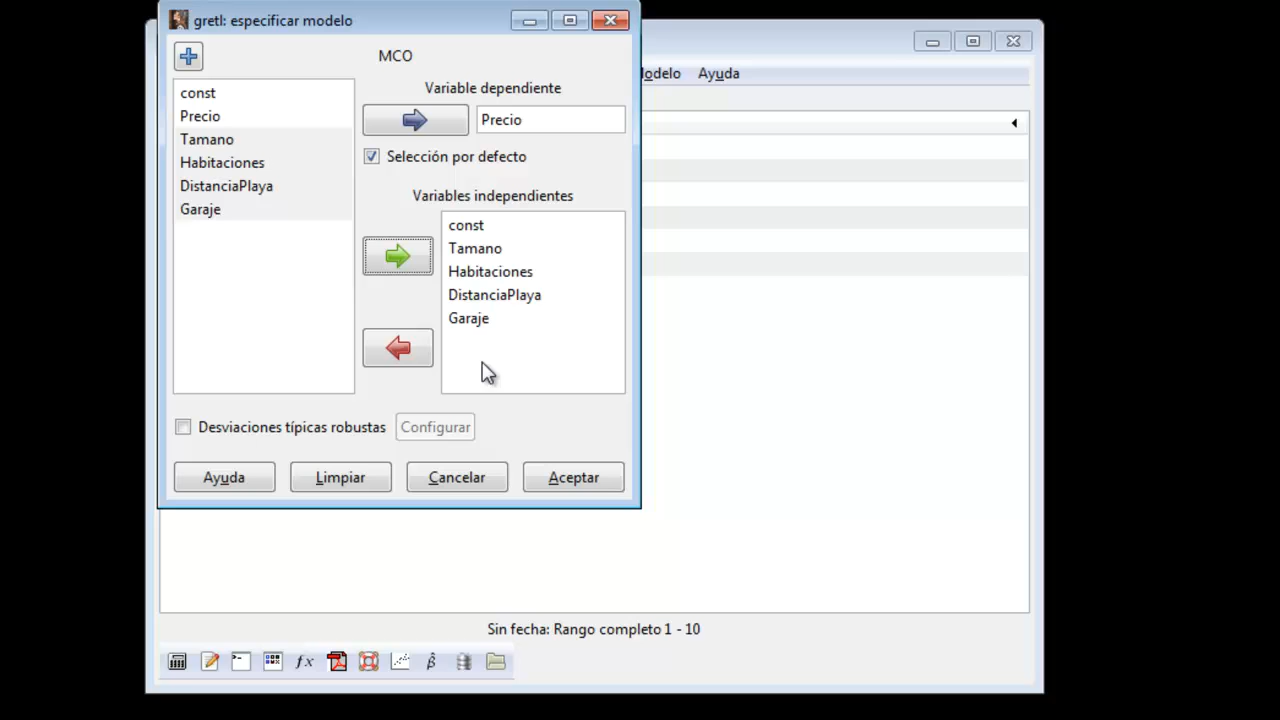 gretl: especificar modelo
MCO
const
Precio
Tamano
Habitaciones
DistanciaPlaya
Garaje
Variable dependiente
Precio
Selección por defecto
Variables independientes
const
Tamano
Habitaciones
DistanciaPlaya
Garaje
Desviaciones típicas robustas
Configurar
Ayuda
Limpiar
Cancelar
Aceptar
Ayuda
Sin fecha: Rango completo 1 - 10
fx
β̂